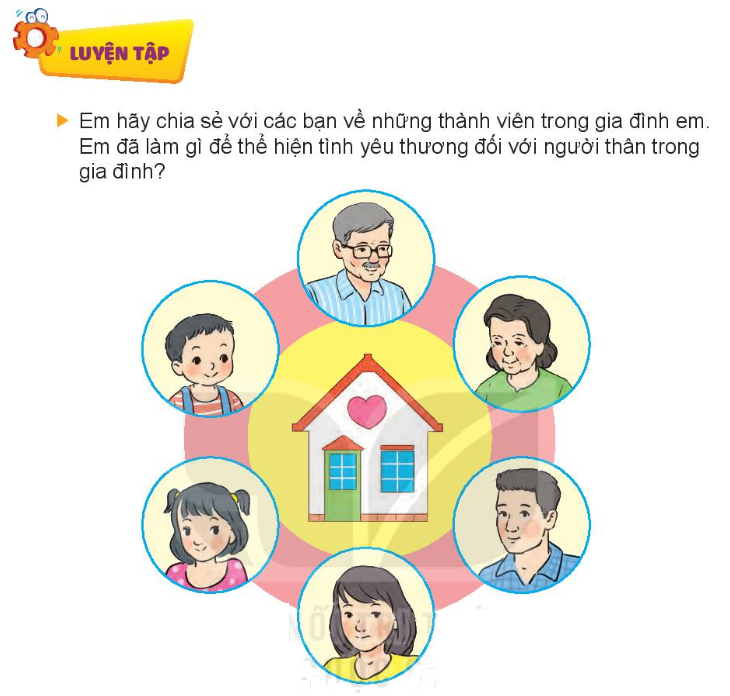 LUYỆN TẬP
Em hãy chia sẻ với các bạn về những thành viên trong gia đình em.
Em đã làm gì để thể hiện tình yêu thương đối với người thân trong
gia đình?